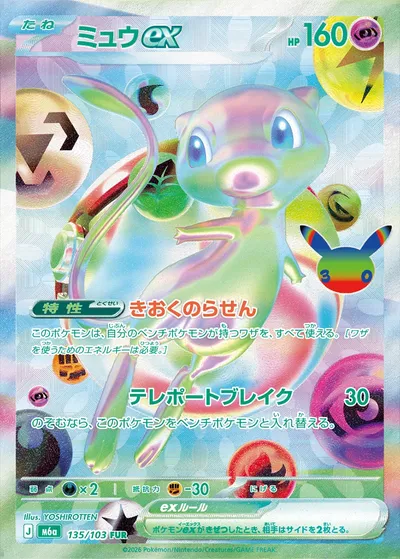 たね
ミュウex
HP160
30
特性
とくせい
きおくのらせん
このポケモンは、自分のベンチポケモンが持つワザを、すべて使える。[ワザ
を使うためのエネルギーは必要。]
テレポートブレイク 30
のぞむなら、このポケモンをベンチポケモンと入れ替える。
弱点 ×2 抵抗力 -30 にげる
exルール
ポケモンexがきぜつしたとき、相手はサイドを2枚とる。
Illus. YOSHIROTTEN
J M6a 135/103 FUR
©2026 Pokémon/Nintendo/Creatures/GAME FREAK.